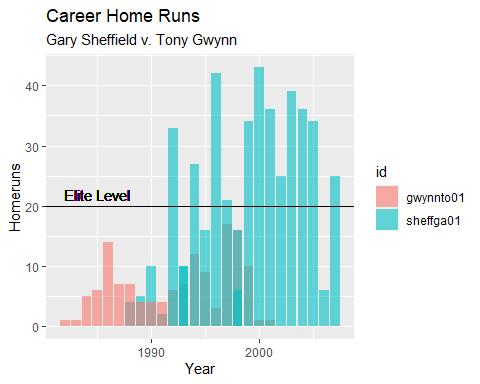 Career Home Runs
Gary Sheffield v. Tony Gwynn
40
30
20
10
0
Homeruns
Elite Level
1990
2000
Year
id
gwynnto01
sheffga01